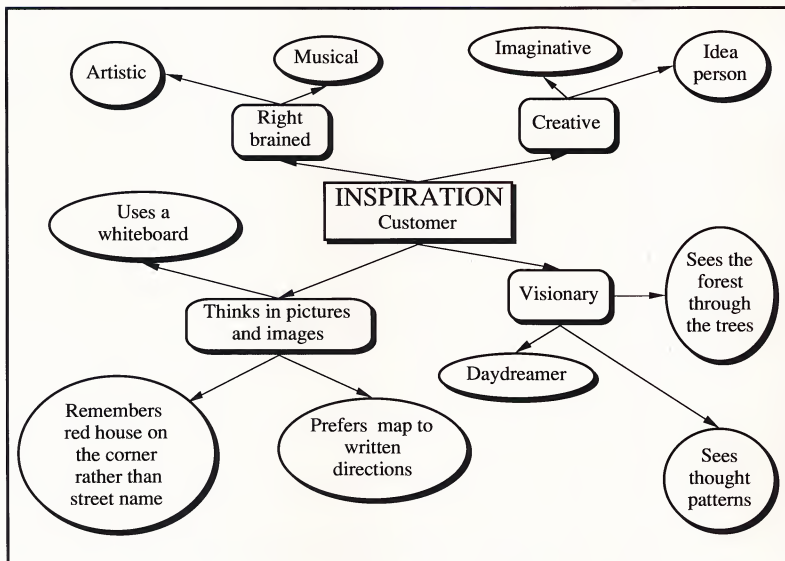 Artistic
Musical
Imaginative
Idea
person
Right
brained
Creative
INSPIRATION
Customer
Uses a
whiteboard
Thinks in pictures
and images
Visionary
Sees the
forest
through
the trees
Daydreamer
Remembers
red house on
the corner
rather than
street name
Prefers map to
written
directions
Sees
thought
patterns